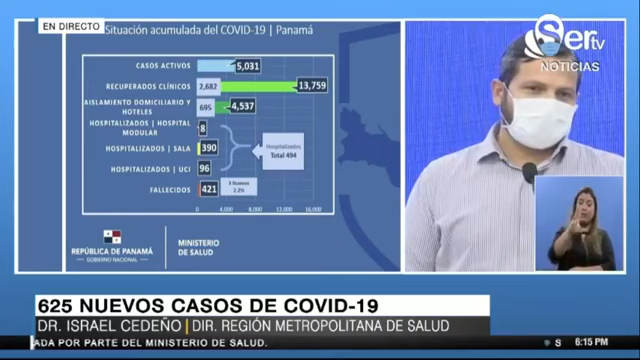 EN DIRECTO
Situación acumulada del COVID-19 | Panamá
CASOS ACTIVOS
5,031
RECUPERADOS CLÍNICOS
2,682
13,759
AISLAMIENTO DOMICILIARIO Y
HOTELES
695
4,537
HOSPITALIZADOS | HOSPITAL
MODULAR
8
HOSPITALIZADOS | SALA
390
HOSPITALIZADOS | UCI
96
FALLECIDOS
421
Hospitalizados
Total 494
3 Nuevos
2.2%
0
4,000
8,000
12,000
16,000
REPÚBLICA DE PANAMÁ
GOBIERNO NACIONAL
MINISTERIO
DE SALUD
Sertv
NOTICIAS
625 NUEVOS CASOS DE COVID-19
DR. ISRAEL CEDEÑO | DIR. REGIÓN METROPOLITANA DE SALUD
ADA POR PARTE DEL MINISTERIO DE SALUD.
S
6:15 PM